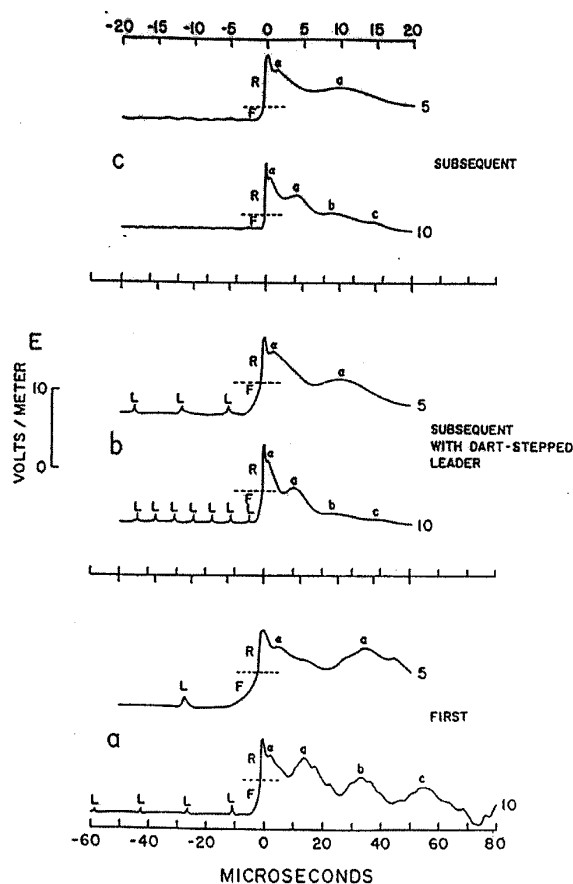 -20 -15 -10 -5 0 5 10 15 20
R α a
F 5
C SUBSEQUENT
R α a b c
F 10
E
VOLTS / METER
10
0
R α a
L L L F 5
SUBSEQUENT
WITH DART-STEPPED
LEADER
b
R α a b c
L L L L L L F L 10
R α a
L F 5
FIRST
a
R α a b c
L L L L F 10
-60 -40 -20 0 20 40 60 80
MICROSECONDS